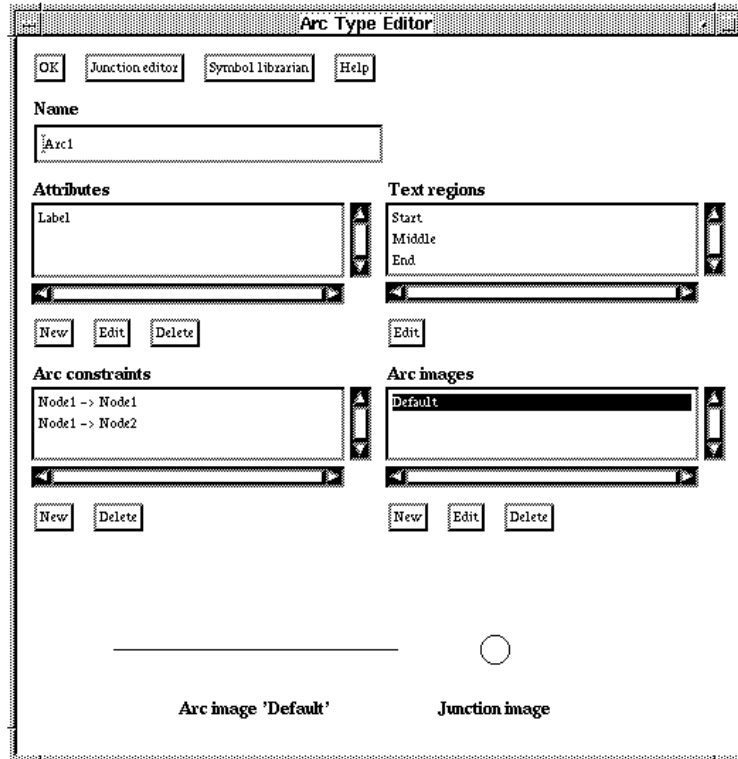 Arc Type Editor
OK Junction editor Symbol librarian Help
Name
Arc1
Attributes
Label
New Edit Delete
Text regions
Start
Middle
End
Edit
Arc constraints
Node1 -> Node1
Node1 -> Node2
New Delete
Arc images
Default
New Edit Delete
Arc image 'Default'
Junction image